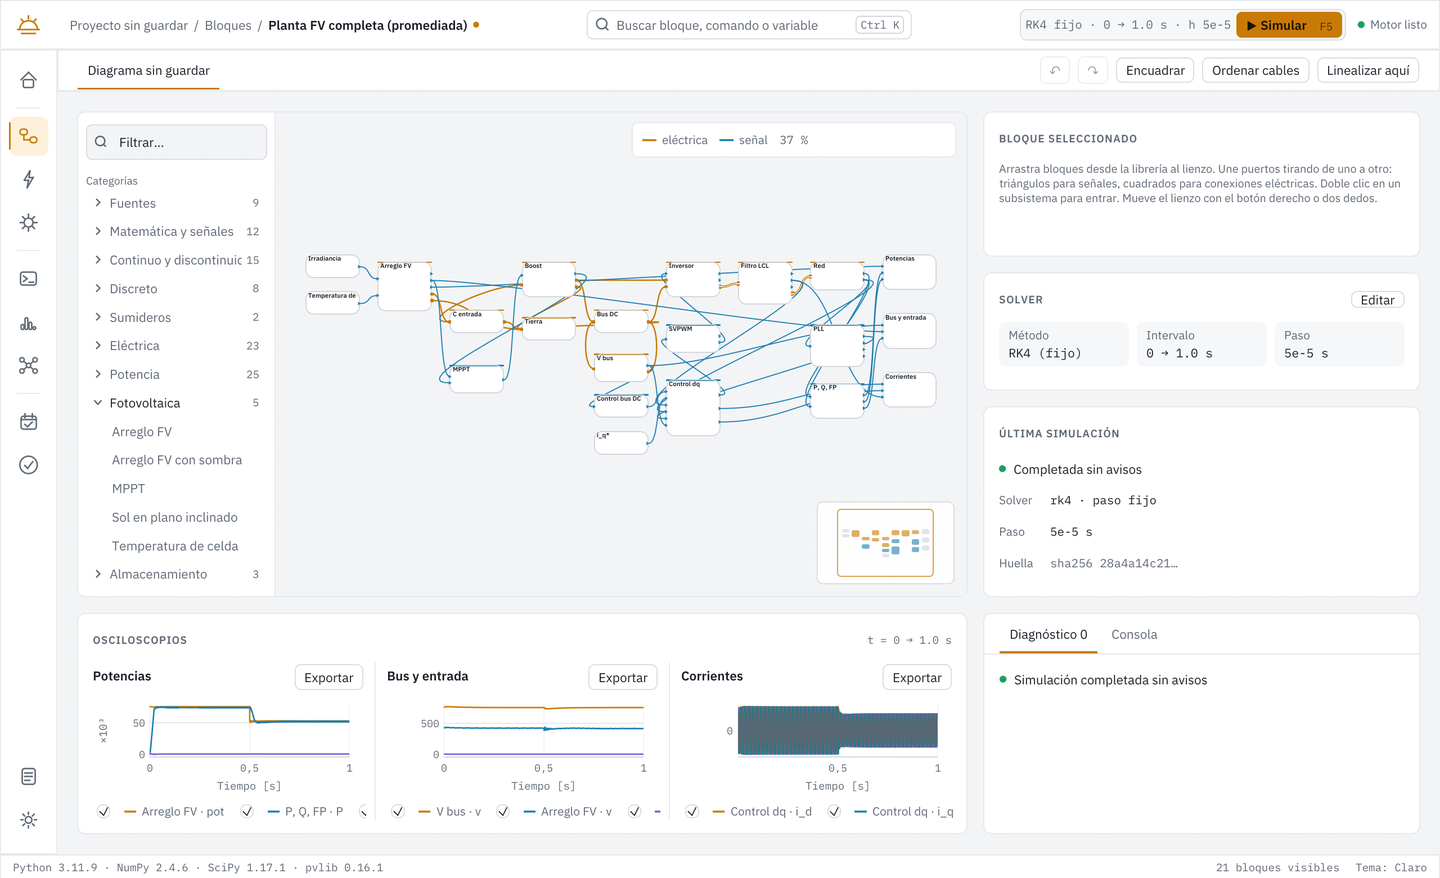 Proyecto sin guardar / Bloques / Planta FV completa (promediada)
Buscar bloque, comando o variable Ctrl K
RK4 fijo · 0 → 1.0 s · h 5e-5
▶ Simular F5
Motor listo
Diagrama sin guardar
Encuadrar
Ordenar cables
Linealizar aquí
Filtrar...
Categorías
Fuentes 9
Matemática y señales 12
Continuo y discontinuo 15
Discreto 8
Sumideros 2
Eléctrica 23
Potencia 25
Fotovoltaica 5
Arreglo FV
Arreglo FV con sombra
MPPT
Sol en plano inclinado
Temperatura de celda
Almacenamiento 3
eléctrica señal 37 %
Irradiancia
Temperatura de
Arreglo FV
C entrada
MPPT
Boost
Tierra
Bus DC
V bus
Control bus DC
i_q*
Inversor
SVPWM
Control dq
Filtro LCL
Red
PLL
P, Q, FP
Potencias
Bus y entrada
Corrientes
BLOQUE SELECCIONADO
Arrastra bloques desde la librería al lienzo. Une puertos tirando de uno a otro:
triángulos para señales, cuadrados para conexiones eléctricas. Doble clic en un
subsistema para entrar. Mueve el lienzo con el botón derecho o dos dedos.
SOLVER
Editar
Método
RK4 (fijo)
Intervalo
0 → 1.0 s
Paso
5e-5 s
ÚLTIMA SIMULACIÓN
Completada sin avisos
Solver rk4 · paso fijo
Paso 5e-5 s
Huella sha256 28a4a14c21…
OSCILOSCOPIOS
t = 0 → 1.0 s
Potencias
Exportar
×10³
50
0
0 0,5 1
Tiempo [s]
Arreglo FV · pot P, Q, FP · P
Bus y entrada
Exportar
500
0
0 0,5 1
Tiempo [s]
V bus · v Arreglo FV · v
Corrientes
Exportar
0
0 0,5 1
Tiempo [s]
Control dq · i_d Control dq · i_q
Diagnóstico 0
Consola
Simulación completada sin avisos
Python 3.11.9 · NumPy 2.4.6 · SciPy 1.17.1 · pvlib 0.16.1
21 bloques visibles
Tema: Claro